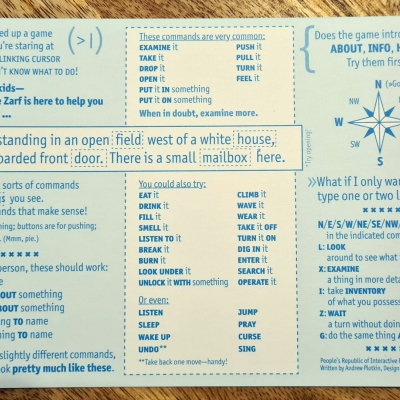 ed up a game
u're staring at
LINKING CURSOR
N'T KNOW WHAT TO DO!
(>|)
kids—
e Zarf is here to help you
...
These commands are very common:
EXAMINE it
PUSH it
TAKE it
PULL it
DROP it
TURN it
OPEN it
FEEL it
PUT it IN something
PUT it ON something
When in doubt, examine more.
Does the game intro
ABOUT, INFO, H
Try them firs
N
NW
W
E
SW
S
standing in an open field west of a white house,
oarded front door. There is a small mailbox here.
*Try opening!
sorts of commands
gs you see.
ands that make sense!
ning; buttons are for pushing;
. (Mmm, pie.)
person, these should work:
e
OUT something
OUT something
ng TO name
ing TO name
slightly different commands,
ok pretty much like these.
You could also try:
EAT it
CLIMB it
DRINK it
WAVE it
FILL it
WEAR it
SMELL it
TAKE it OFF
LISTEN TO it
TURN it ON
BREAK it
DIG IN it
BURN it
ENTER it
LOOK UNDER it
SEARCH it
UNLOCK it WITH something
OPERATE it
Or even:
LISTEN
JUMP
SLEEP
PRAY
WAKE UP
CURSE
UNDO**
SING
**Take back one move—handy!
»What if I only wan
type one or two l
N/E/S/W/NE/SE/NW/
in the indicated com
L: LOOK
around to see what
X: EXAMINE
a thing in more deta
I: take INVENTORY
of what you possess
Z: WAIT
a turn without doin
G: do the same thing A
People's Republic of Interactive F
Written by Andrew Plotkin, Design